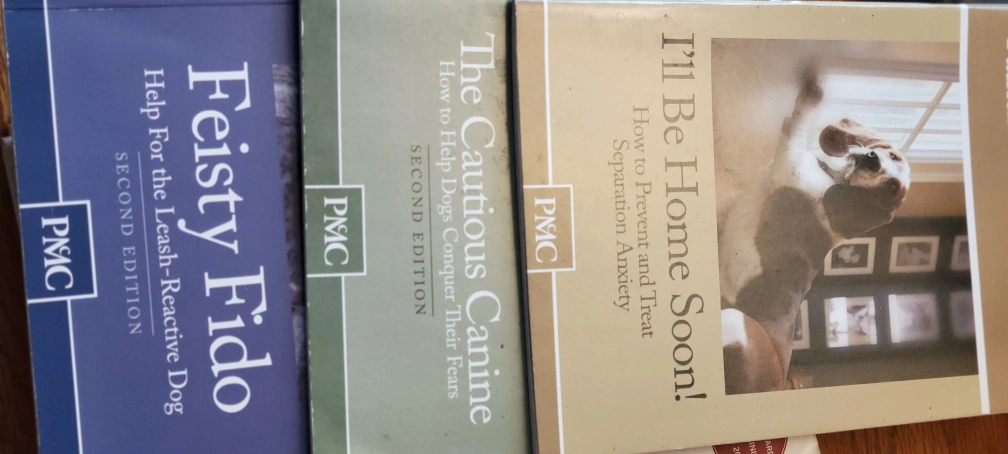 PMC
Feisty Fido
Help For the Leash-Reactive Dog
SECOND EDITION
PMC
The Cautious Canine
How to Help Dogs Conquer Their Fears
SECOND EDITION
PMC
I'll Be Home Soon!
How to Prevent and Treat
Separation Anxiety